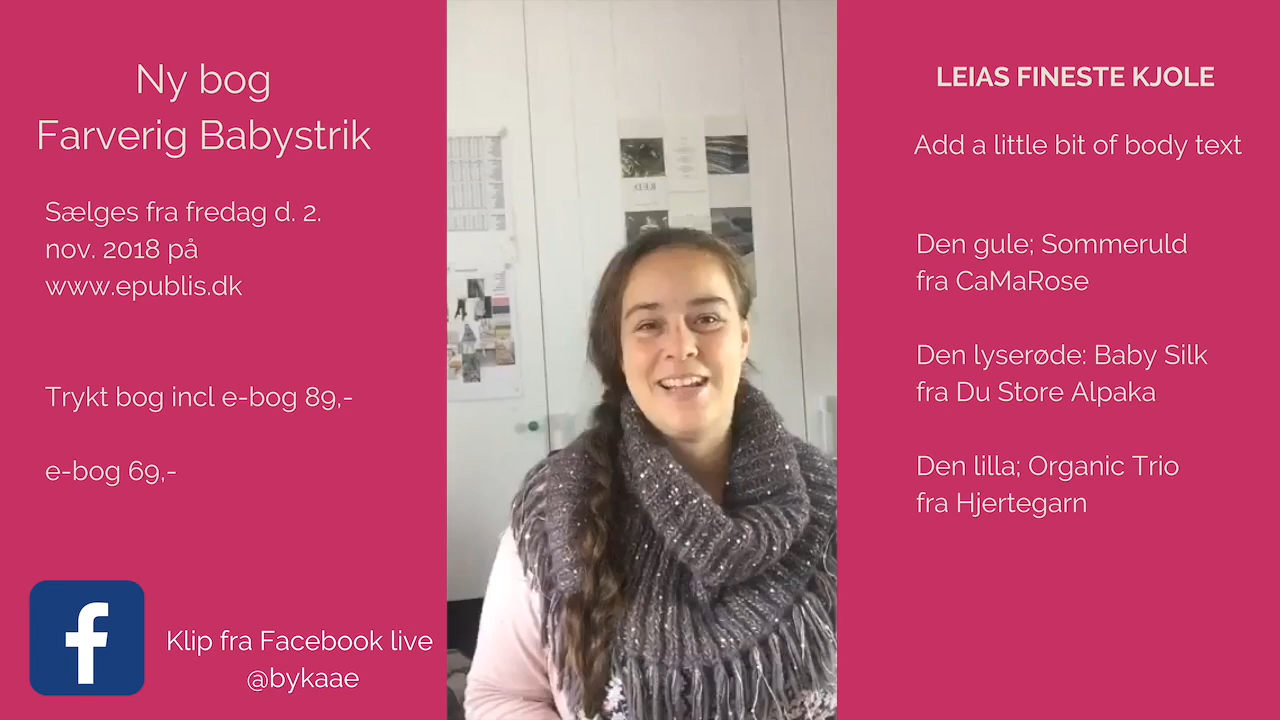 Ny bog
Farverig Babystrik
Sælges fra fredag d. 2.
nov. 2018 på
www.epublis.dk
Trykt bog incl e-bog 89,-
e-bog 69,-
f
Klip fra Facebook live
@bykaae
LEIAS FINESTE KJOLE
Add a little bit of body text
Den gule; Sommeruld
fra CaMaRose
Den lyserøde: Baby Silk
fra Du Store Alpaka
Den lilla; Organic Trio
fra Hjertegarn